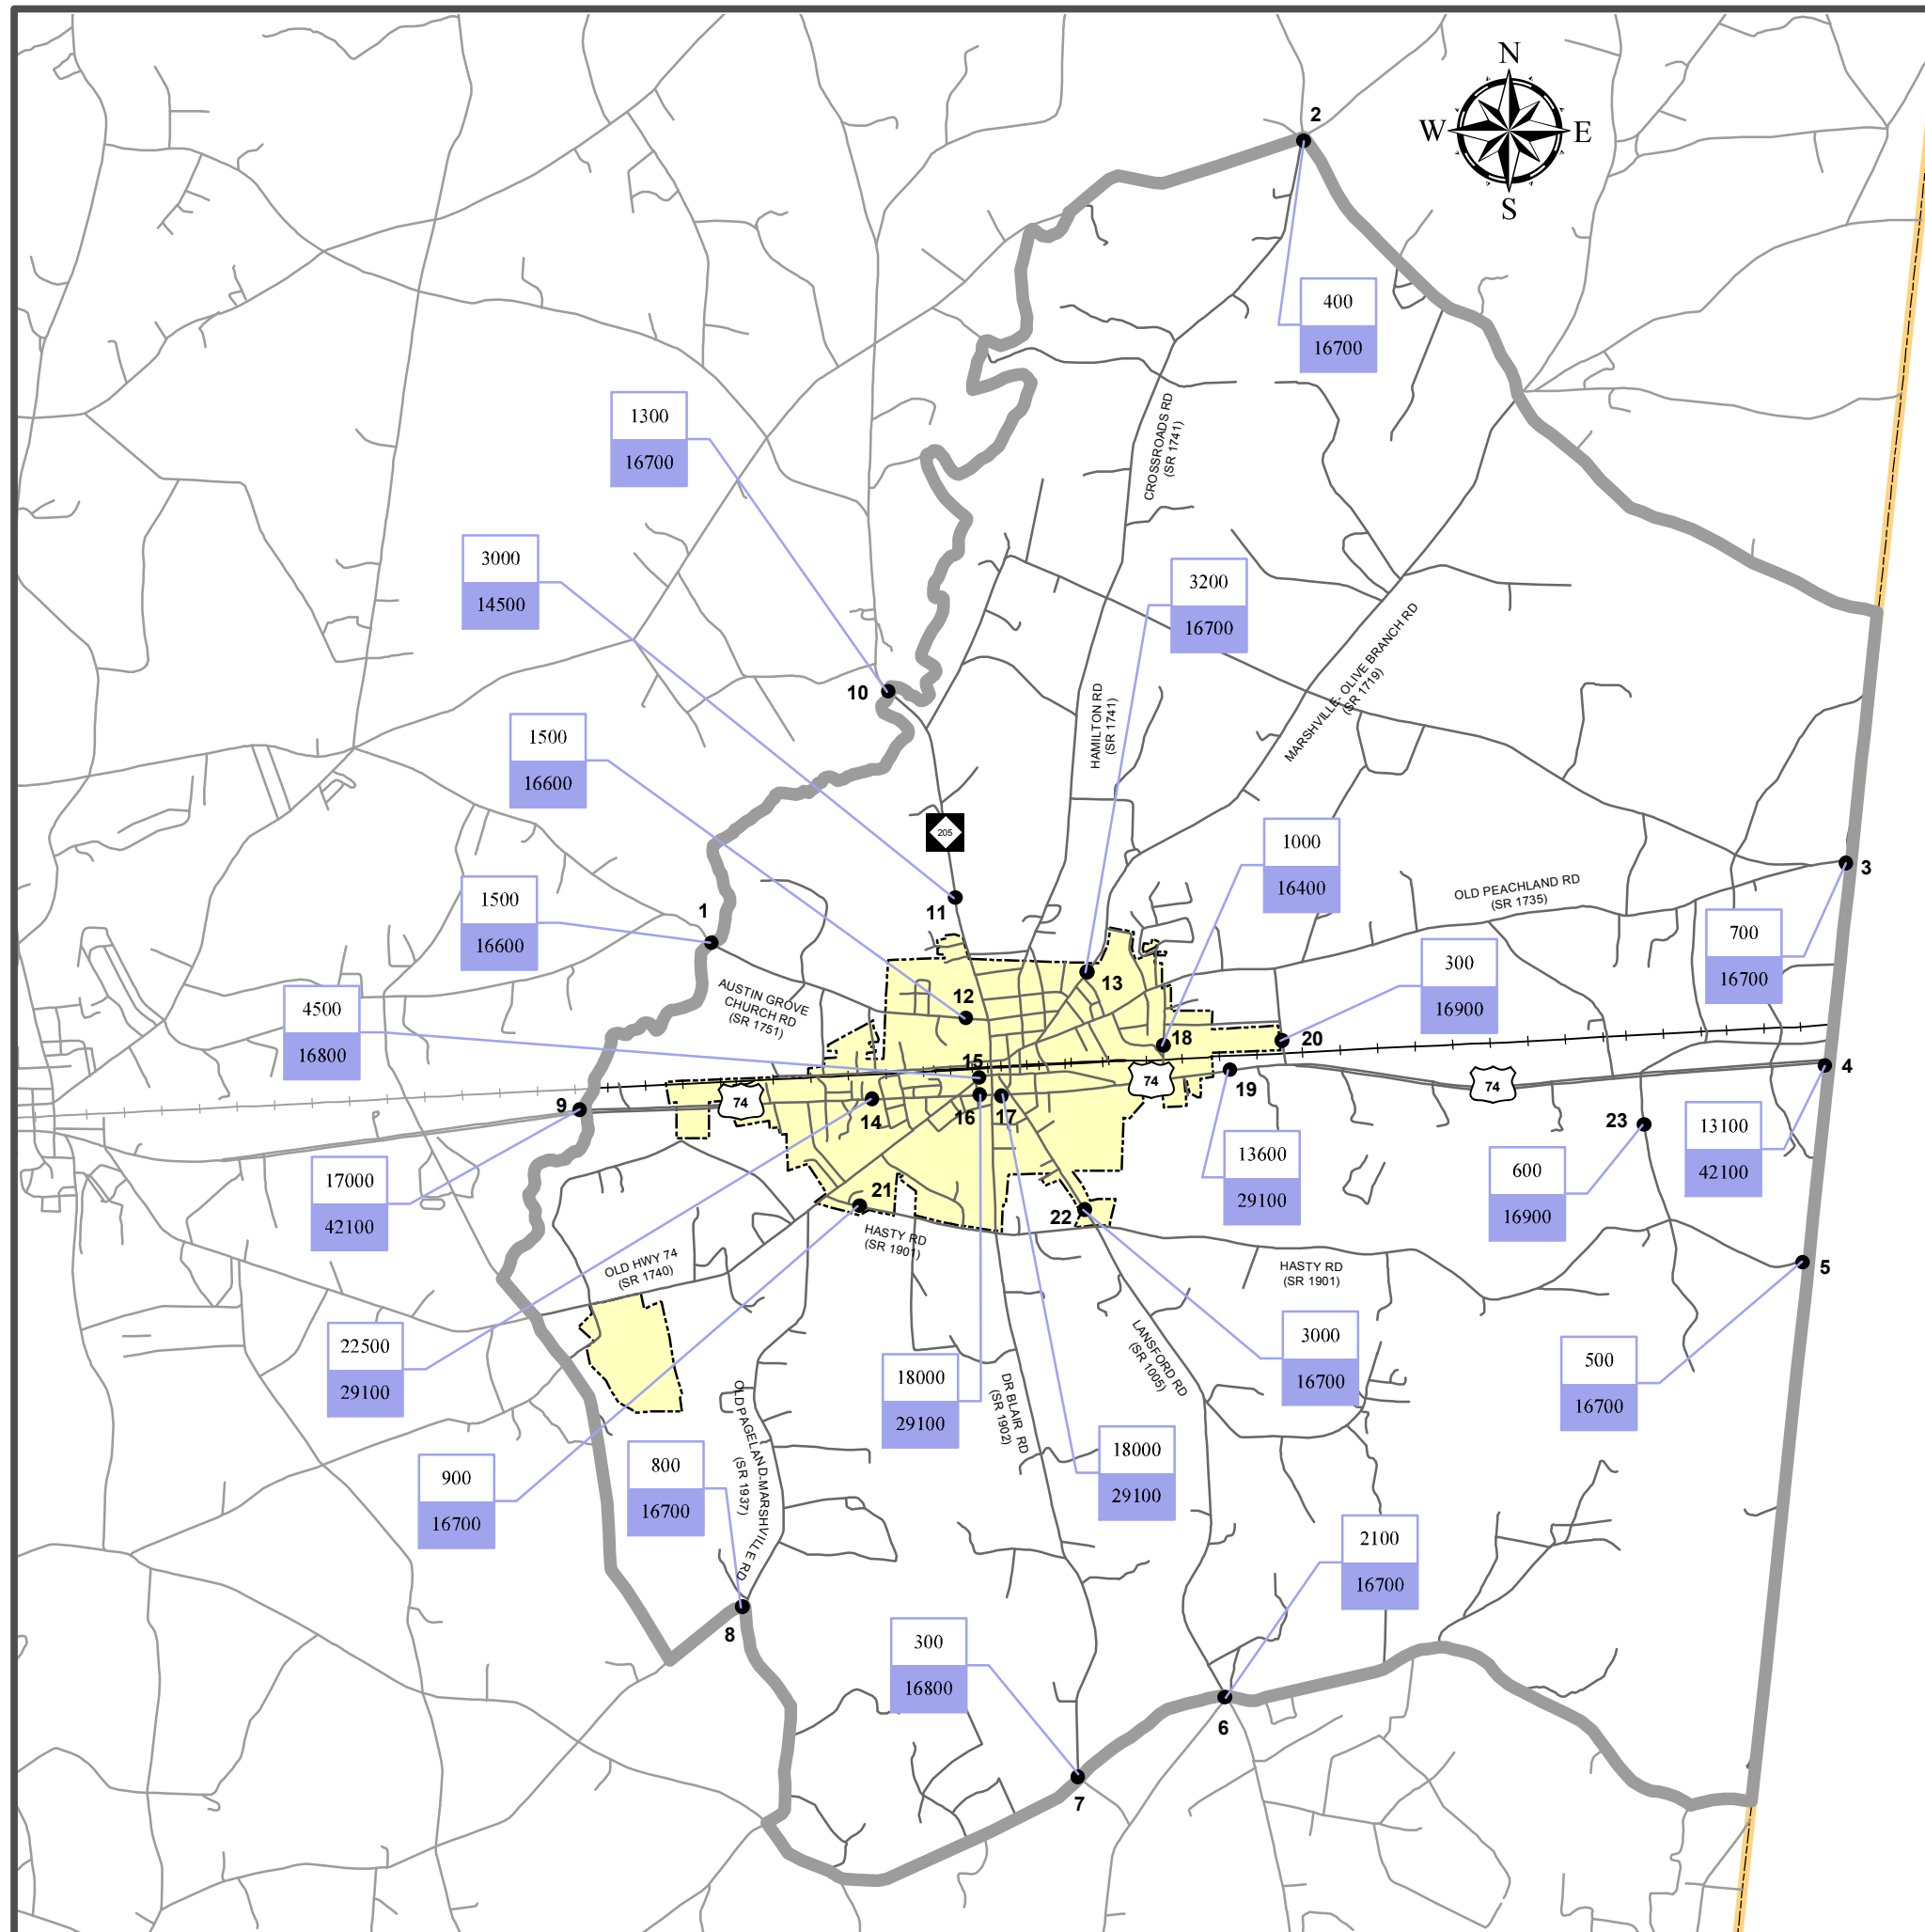 N
W
E
S
2
400
16700
1300
16700
CROSSROADS RD
(SR 1741)
3000
14500
3200
16700
MARSHVILLE- OLIVE BRANCH RD
(SR 1719)
10
HAMILTON RD
(SR 1741)
1500
16600
205
1000
16400
3
OLD PEACHLAND RD
(SR 1735)
1500
16600
1
11
700
16700
300
16900
AUSTIN GROVE
CHURCH RD
(SR 1751)
12
13
4500
16800
18
20
15
74
74
74
4
9
14
16
17
19
23
13100
42100
17000
42100
13600
29100
600
16900
21
22
HASTY RD
(SR 1901)
OLD HWY 74
(SR 1740)
HASTY RD
(SR 1901)
5
22500
29100
LANSFORD RD
(SR 1005)
3000
16700
500
16700
18000
29100
DR BLAIR RD
(SR 1902)
OLD PAGELAND-MARSHVILLE RD
(SR 1937)
900
16700
800
16700
18000
29100
2100
16700
8
300
16800
6
7